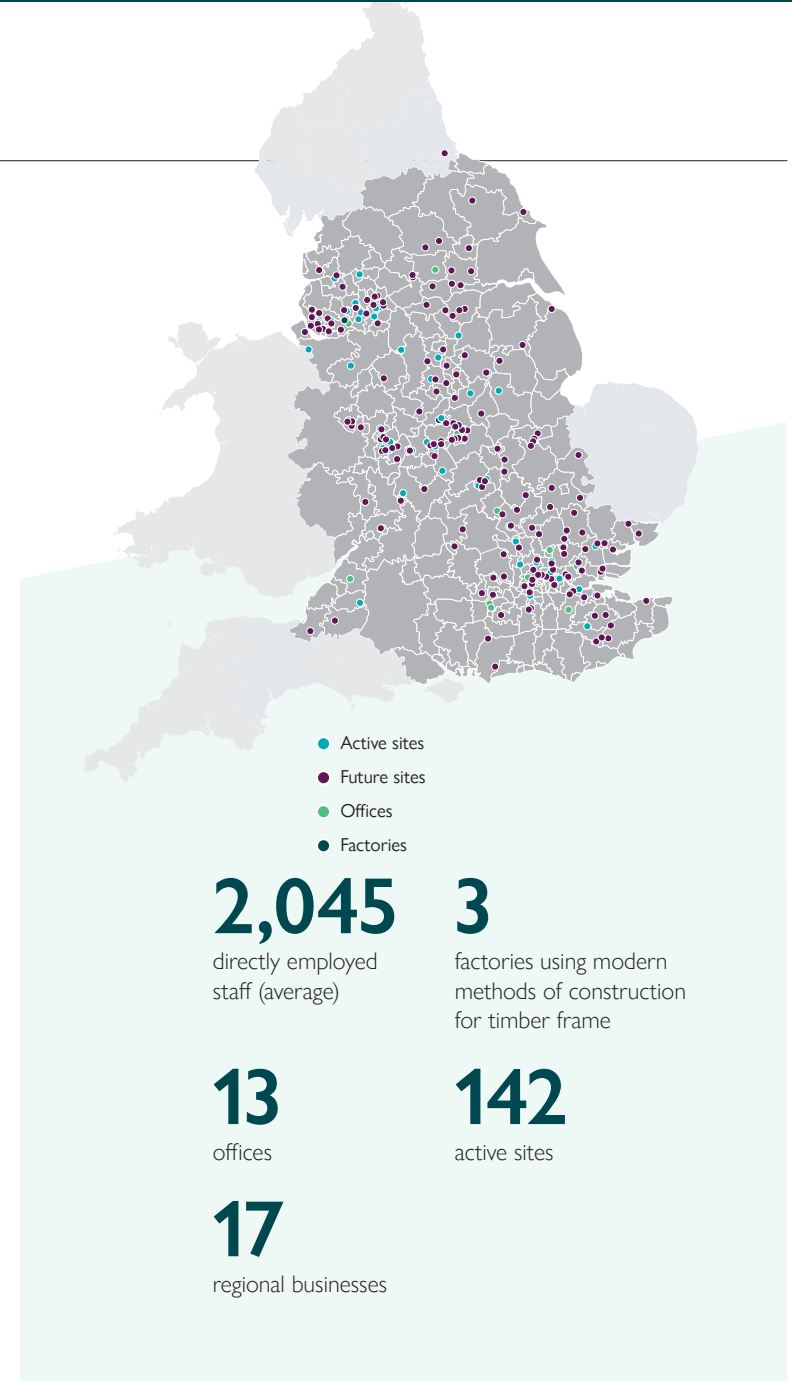 Active sites
Future sites
Offices
Factories
2,045
directly employed
staff (average)
3
factories using modern
methods of construction
for timber frame
13
offices
142
active sites
17
regional businesses